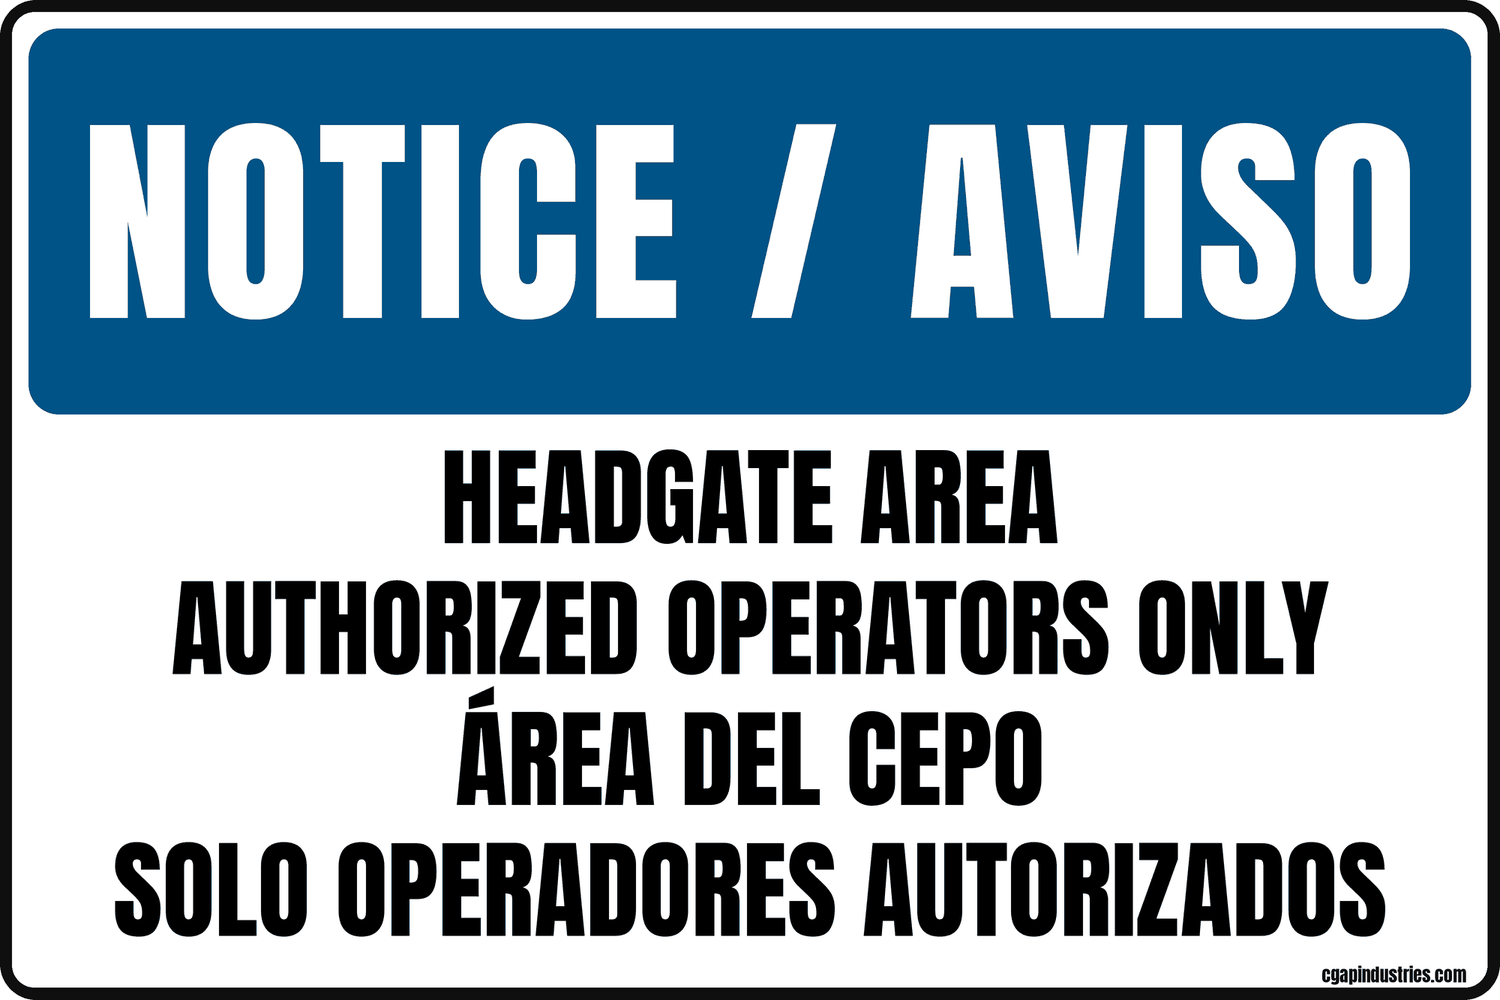 NOTICE / AVISO
HEADGATE AREA
AUTHORIZED OPERATORS ONLY
ÁREA DEL CEPO
SOLO OPERADORES AUTORIZADOS
cgapindustries.com